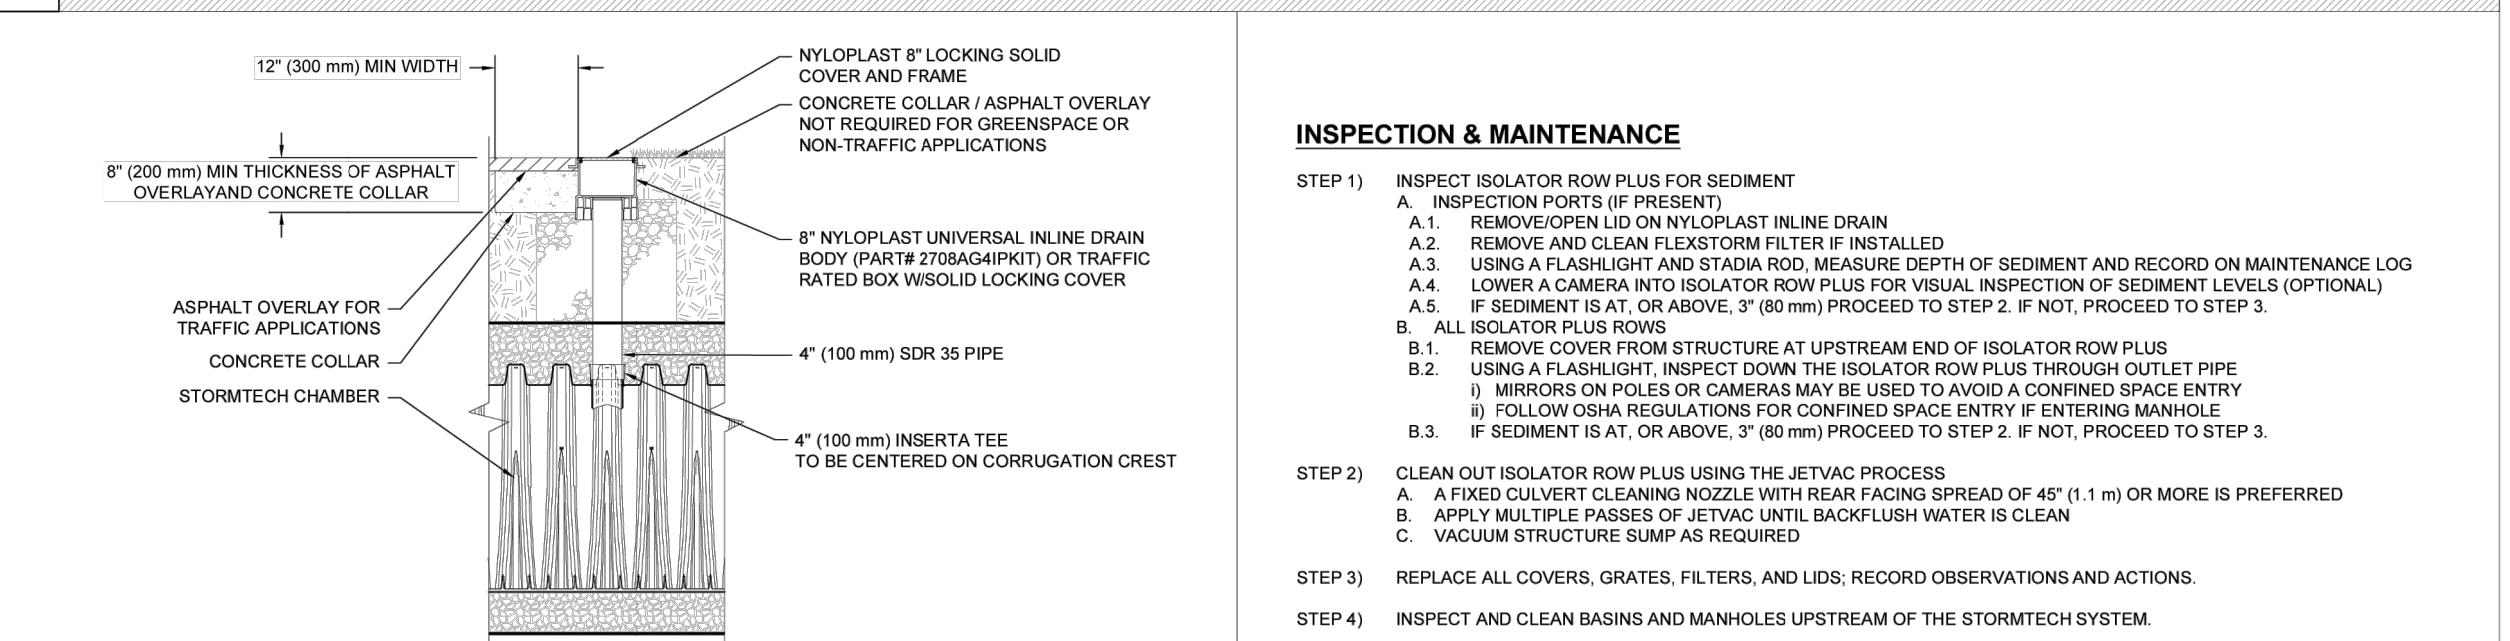 12" (300 mm) MIN WIDTH
8" (200 mm) MIN THICKNESS OF ASPHALT
OVERLAYAND CONCRETE COLLAR
ASPHALT OVERLAY FOR
TRAFFIC APPLICATIONS
CONCRETE COLLAR
STORMTECH CHAMBER
NYLOPLAST 8" LOCKING SOLID
COVER AND FRAME
CONCRETE COLLAR / ASPHALT OVERLAY
NOT REQUIRED FOR GREENSPACE OR
NON-TRAFFIC APPLICATIONS
8" NYLOPLAST UNIVERSAL INLINE DRAIN
BODY (PART# 2708AG4IPKIT) OR TRAFFIC
RATED BOX W/SOLID LOCKING COVER
4" (100 mm) SDR 35 PIPE
4" (100 mm) INSERTA TEE
TO BE CENTERED ON CORRUGATION CREST
INSPECTION & MAINTENANCE
STEP 1) INSPECT ISOLATOR ROW PLUS FOR SEDIMENT
A. INSPECTION PORTS (IF PRESENT)
A.1. REMOVE/OPEN LID ON NYLOPLAST INLINE DRAIN
A.2. REMOVE AND CLEAN FLEXSTORM FILTER IF INSTALLED
A.3. USING A FLASHLIGHT AND STADIA ROD, MEASURE DEPTH OF SEDIMENT AND RECORD ON MAINTENANCE LOG
A.4. LOWER A CAMERA INTO ISOLATOR ROW PLUS FOR VISUAL INSPECTION OF SEDIMENT LEVELS (OPTIONAL)
A.5. IF SEDIMENT IS AT, OR ABOVE, 3" (80 mm) PROCEED TO STEP 2. IF NOT, PROCEED TO STEP 3.
B. ALL ISOLATOR PLUS ROWS
B.1. REMOVE COVER FROM STRUCTURE AT UPSTREAM END OF ISOLATOR ROW PLUS
B.2. USING A FLASHLIGHT, INSPECT DOWN THE ISOLATOR ROW PLUS THROUGH OUTLET PIPE
i) MIRRORS ON POLES OR CAMERAS MAY BE USED TO AVOID A CONFINED SPACE ENTRY
ii) FOLLOW OSHA REGULATIONS FOR CONFINED SPACE ENTRY IF ENTERING MANHOLE
B.3. IF SEDIMENT IS AT, OR ABOVE, 3" (80 mm) PROCEED TO STEP 2. IF NOT, PROCEED TO STEP 3.
STEP 2) CLEAN OUT ISOLATOR ROW PLUS USING THE JETVAC PROCESS
A. A FIXED CULVERT CLEANING NOZZLE WITH REAR FACING SPREAD OF 45" (1.1 m) OR MORE IS PREFERRED
B. APPLY MULTIPLE PASSES OF JETVAC UNTIL BACKFLUSH WATER IS CLEAN
C. VACUUM STRUCTURE SUMP AS REQUIRED
STEP 3) REPLACE ALL COVERS, GRATES, FILTERS, AND LIDS; RECORD OBSERVATIONS AND ACTIONS.
STEP 4) INSPECT AND CLEAN BASINS AND MANHOLES UPSTREAM OF THE STORMTECH SYSTEM.